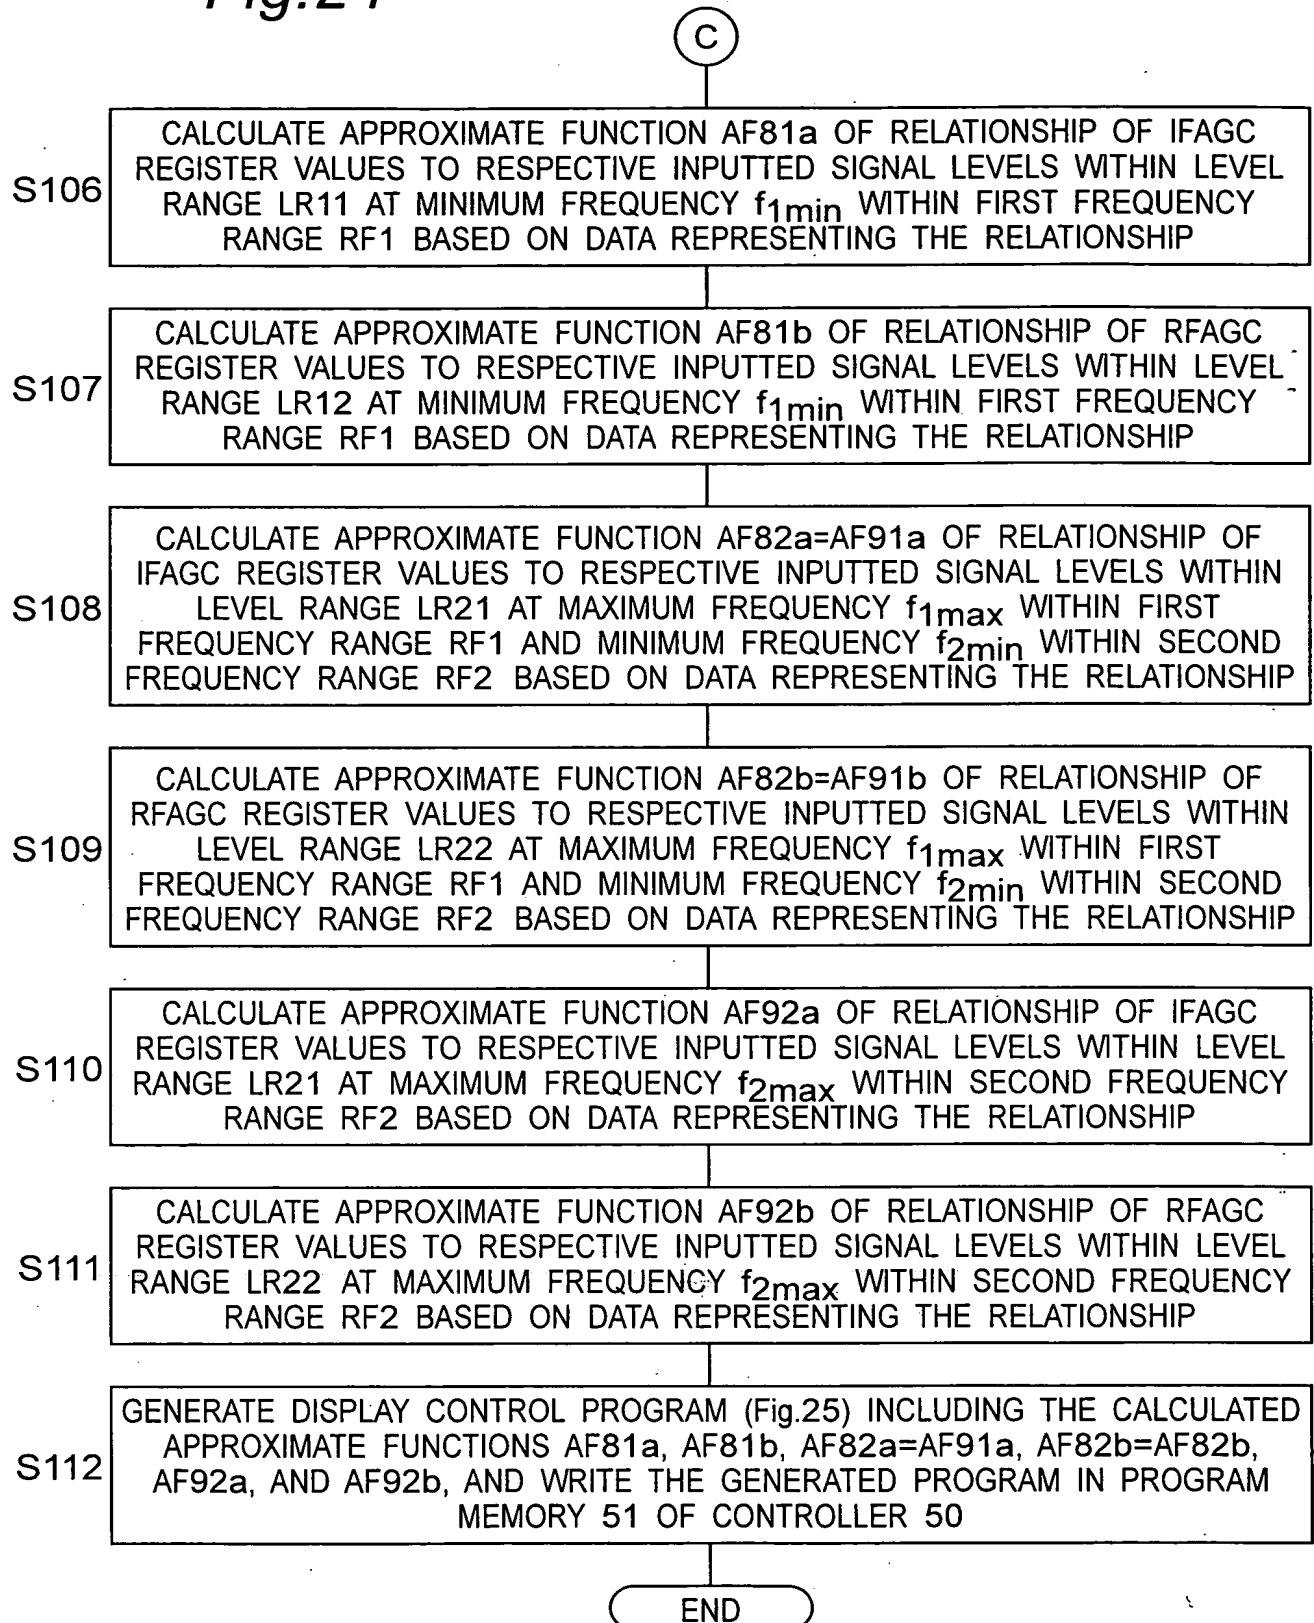 Fig.24
C
S106
CALCULATE APPROXIMATE FUNCTION AF81a OF RELATIONSHIP OF IFAGC
REGISTER VALUES TO RESPECTIVE INPUTTED SIGNAL LEVELS WITHIN LEVEL
RANGE LR11 AT MINIMUM FREQUENCY f1min WITHIN FIRST FREQUENCY
RANGE RF1 BASED ON DATA REPRESENTING THE RELATIONSHIP
S107
CALCULATE APPROXIMATE FUNCTION AF81b OF RELATIONSHIP OF RFAGC
REGISTER VALUES TO RESPECTIVE INPUTTED SIGNAL LEVELS WITHIN LEVEL
RANGE LR12 AT MINIMUM FREQUENCY f1min WITHIN FIRST FREQUENCY
RANGE RF1 BASED ON DATA REPRESENTING THE RELATIONSHIP
S108
CALCULATE APPROXIMATE FUNCTION AF82a=AF91a OF RELATIONSHIP OF
IFAGC REGISTER VALUES TO RESPECTIVE INPUTTED SIGNAL LEVELS WITHIN
LEVEL RANGE LR21 AT MAXIMUM FREQUENCY f1max WITHIN FIRST
FREQUENCY RANGE RF1 AND MINIMUM FREQUENCY f2min WITHIN SECOND
FREQUENCY RANGE RF2 BASED ON DATA REPRESENTING THE RELATIONSHIP
S109
CALCULATE APPROXIMATE FUNCTION AF82b=AF91b OF RELATIONSHIP OF
RFAGC REGISTER VALUES TO RESPECTIVE INPUTTED SIGNAL LEVELS WITHIN
LEVEL RANGE LR22 AT MAXIMUM FREQUENCY f1max WITHIN FIRST
FREQUENCY RANGE RF1 AND MINIMUM FREQUENCY f2min WITHIN SECOND
FREQUENCY RANGE RF2 BASED ON DATA REPRESENTING THE RELATIONSHIP
S110
CALCULATE APPROXIMATE FUNCTION AF92a OF RELATIONSHIP OF IFAGC
REGISTER VALUES TO RESPECTIVE INPUTTED SIGNAL LEVELS WITHIN LEVEL
RANGE LR21 AT MAXIMUM FREQUENCY f2max WITHIN SECOND FREQUENCY
RANGE RF2 BASED ON DATA REPRESENTING THE RELATIONSHIP
S111
CALCULATE APPROXIMATE FUNCTION AF92b OF RELATIONSHIP OF RFAGC
REGISTER VALUES TO RESPECTIVE INPUTTED SIGNAL LEVELS WITHIN LEVEL
RANGE LR22 AT MAXIMUM FREQUENCY f2max WITHIN SECOND FREQUENCY
RANGE RF2 BASED ON DATA REPRESENTING THE RELATIONSHIP
S112
GENERATE DISPLAY CONTROL PROGRAM (Fig.25) INCLUDING THE CALCULATED
APPROXIMATE FUNCTIONS AF81a, AF81b, AF82a=AF91a, AF82b=AF82b,
AF92a, AND AF92b, AND WRITE THE GENERATED PROGRAM IN PROGRAM
MEMORY 51 OF CONTROLLER 50
END